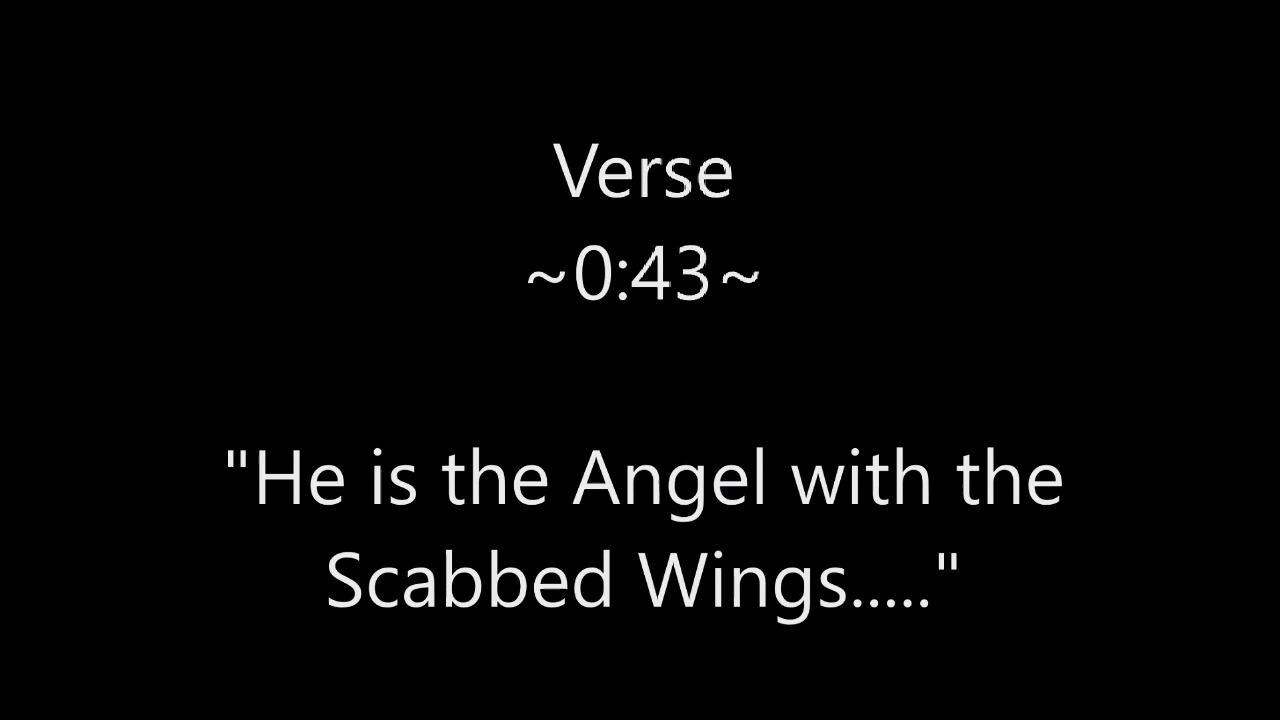 Verse
~0:43~
"He is the Angel with the
Scabbed Wings....."